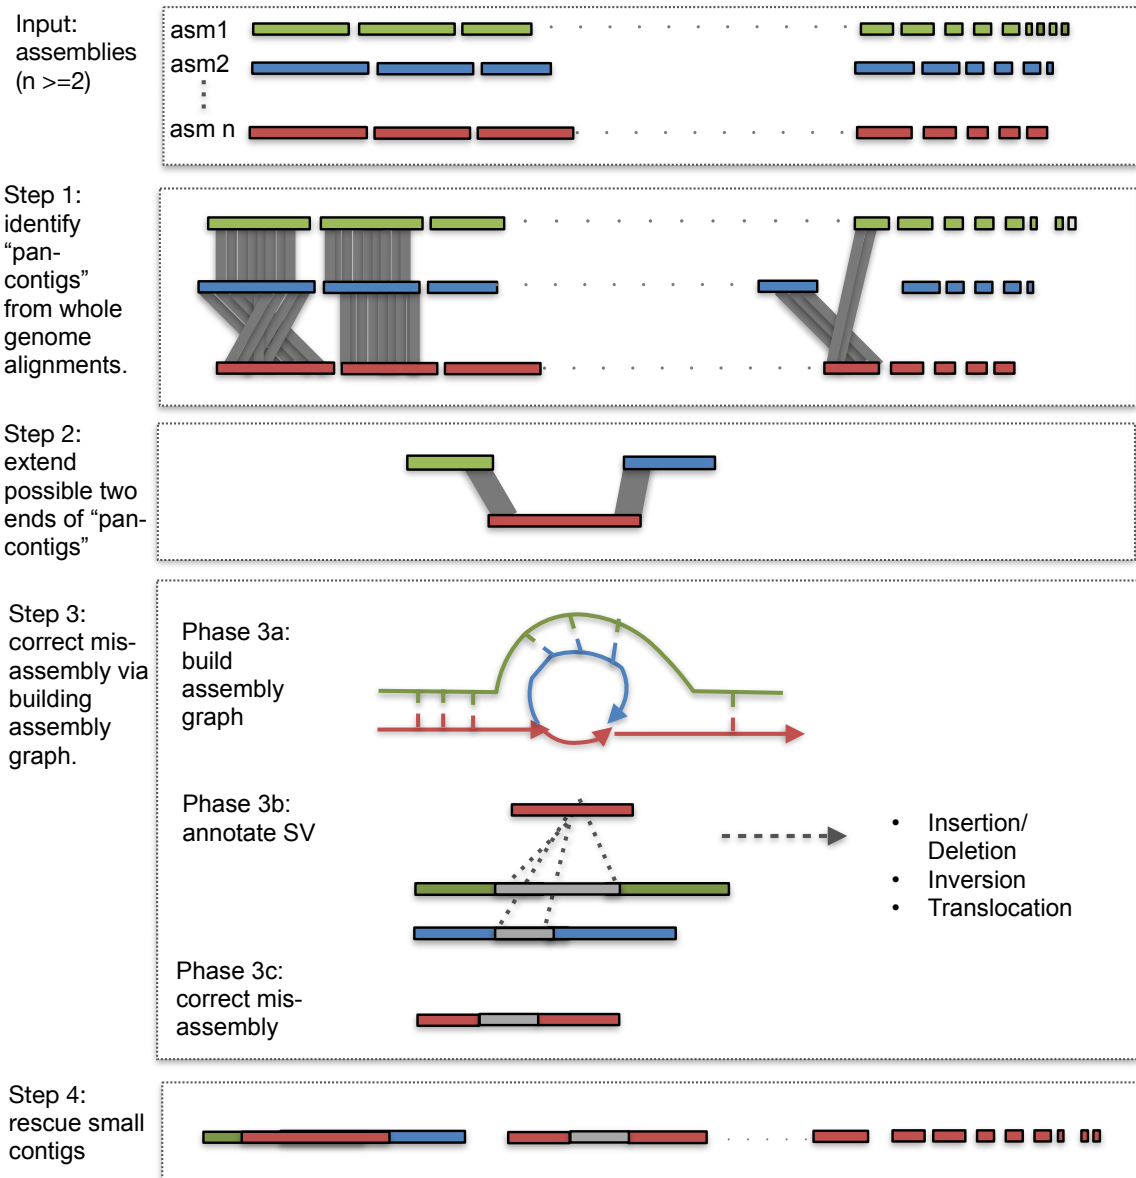 Input:
assemblies
(n >=2)
asm1
asm2
asm n
Step 1:
identify
“pan-
contigs”
from whole
genome
alignments.
Step 2:
extend
possible two
ends of “pan-
contigs”
Step 3:
correct mis-
assembly via
building
assembly
graph.
Phase 3a:
build
assembly
graph
Phase 3b:
annotate SV
• Insertion/
Deletion
• Inversion
• Translocation
Phase 3c:
correct mis-
assembly
Step 4:
rescue small
contigs